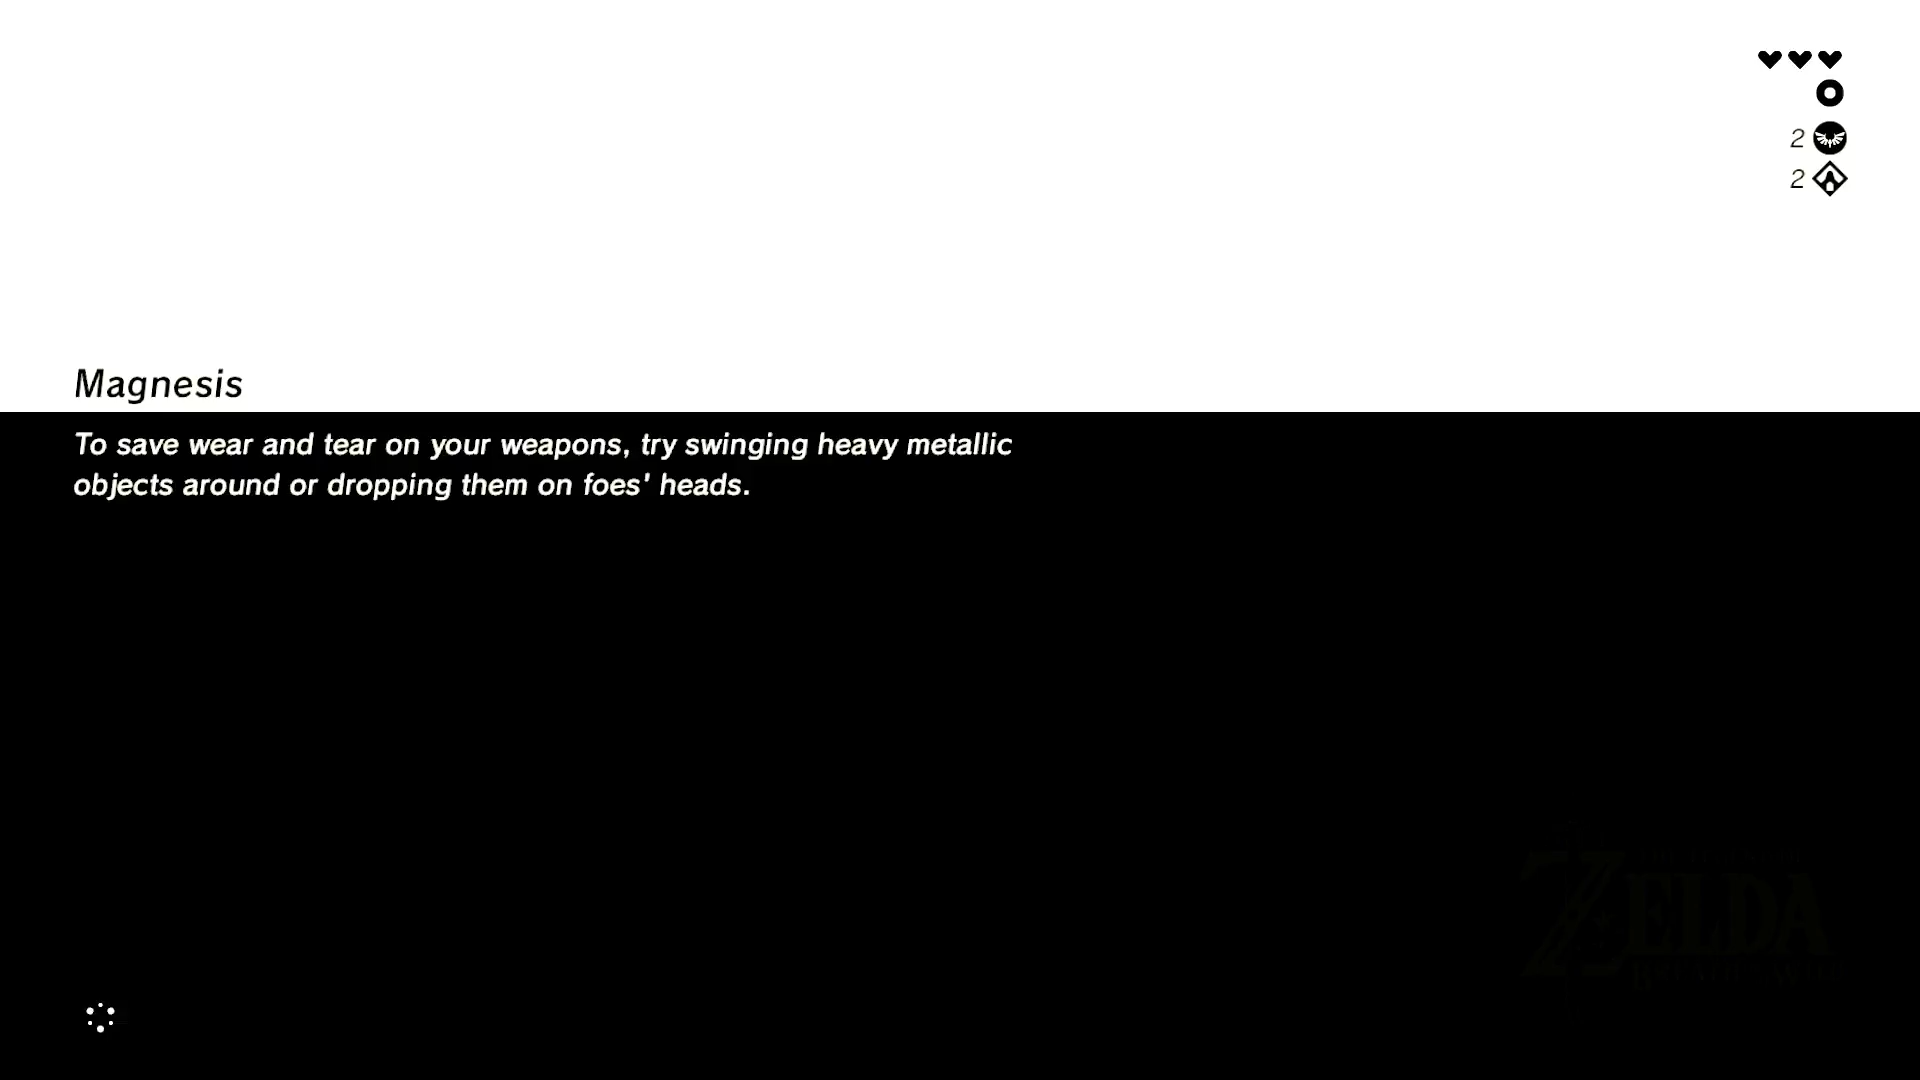 2
2
Magnesis
To save wear and tear on your weapons, try swinging heavy metallic
objects around or dropping them on foes' heads.
ZELDA